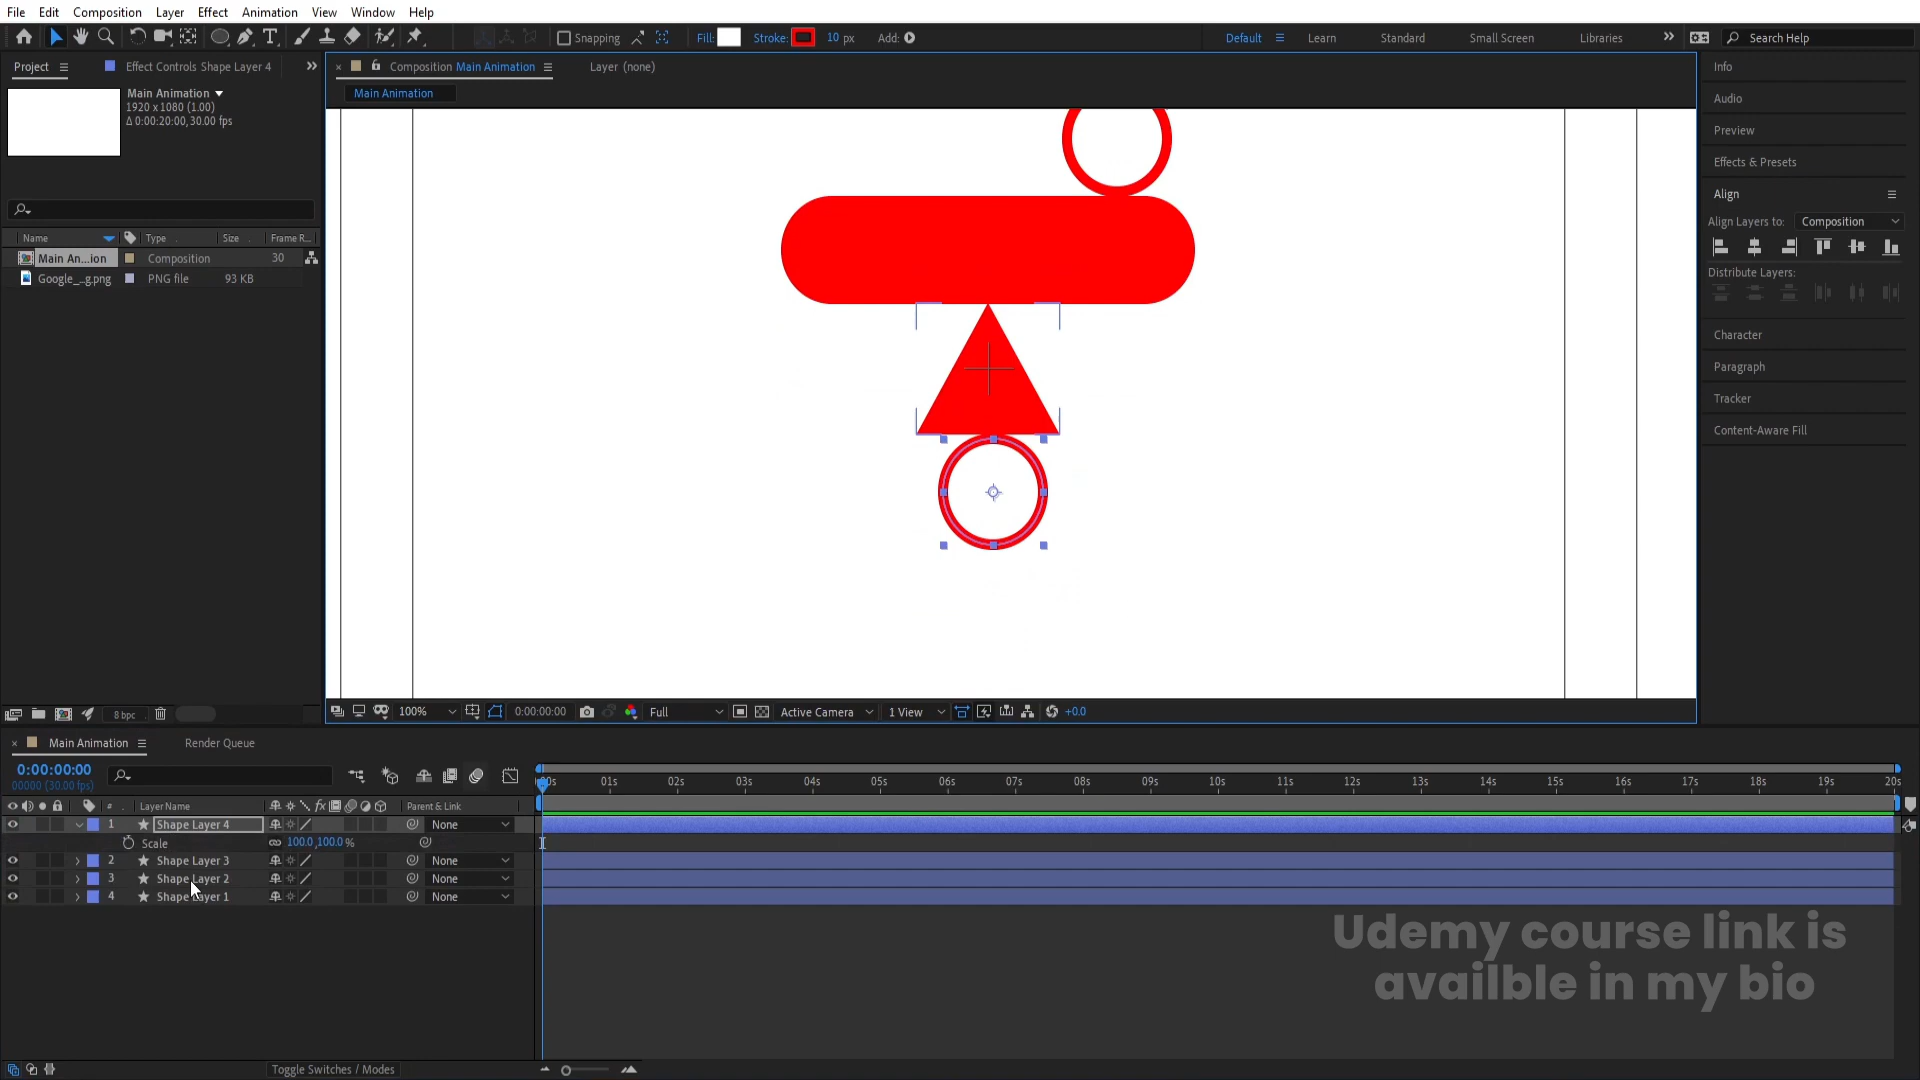 File Edit Composition Layer Effect Animation View Window Help
Snapping Fill: Stroke: 10 px Add: Default Learn Standard Small Screen Libraries Search Help
Project Effect Controls Shape Layer 4
Composition Main Animation Layer (none)
Info
Main Animation
Main Animation
1920 x 1080 (1.00)
Δ 0:00:20:00, 30.00 fps
Audio
Preview
Effects & Presets
Align
Align Layers to: Composition
Distribute Layers:
Name Type Size Frame R...
Main An...ion Composition 30
Google_...g.png PNG file 93 KB
Character
Paragraph
Tracker
Content-Aware Fill
8 bpc
100% 0:00:00:00 Full Active Camera 1 View +0.0
Main Animation Render Queue
0:00:00:00
00000 (30.00 fps)
01s 02s 03s 04s 05s 06s 07s 08s 09s 10s 11s 12s 13s 14s 15s 16s 17s 18s 19s 20s
# Layer Name Parent & Link
1 Shape Layer 4 None
Scale 100.0,100.0%
2 Shape Layer 3 None
3 Shape Layer 2 None
4 Shape Layer 1 None
Udemy course link is
availble in my bio
Toggle Switches / Modes